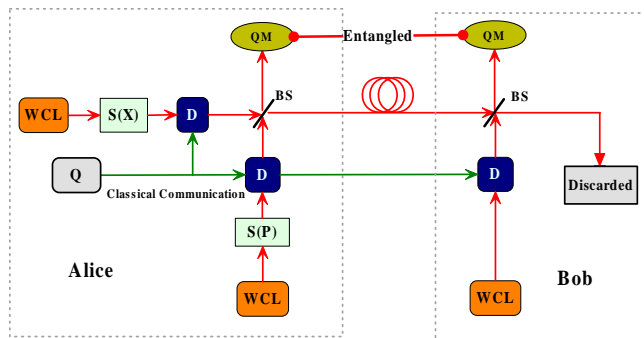 QM
Entangled
QM
BS
BS
WCL
S(X)
D
Q
Classical Communication
D
D
Discarded
S(P)
Alice
WCL
WCL
Bob